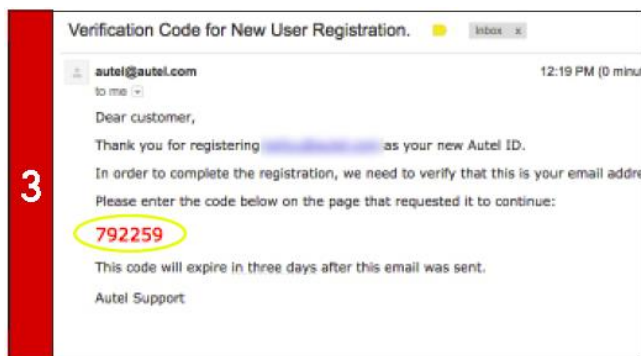 Verification Code for New User Registration.
Inbox x
autel@autel.com
12:19 PM (0 minu
to me
Dear customer,
Thank you for registering as your new Autel ID.
In order to complete the registration, we need to verify that this is your email addre
3
Please enter the code below on the page that requested it to continue:
792259
This code will expire in three days after this email was sent.
Autel Support